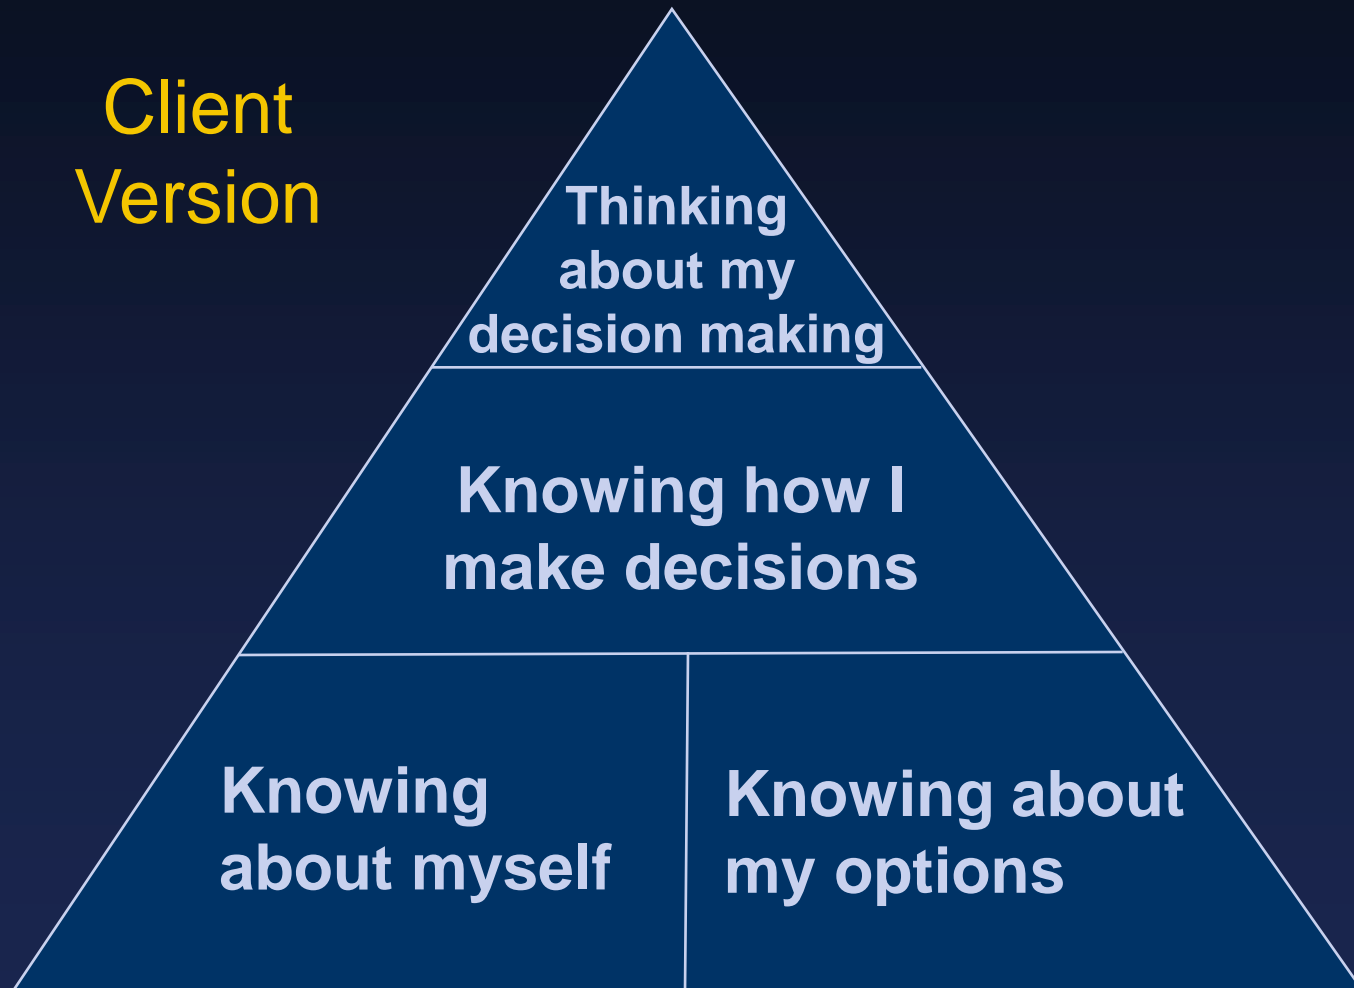 Client
Version
Thinking
about my
decision making
Knowing how I
make decisions
Knowing
about myself
Knowing about
my options